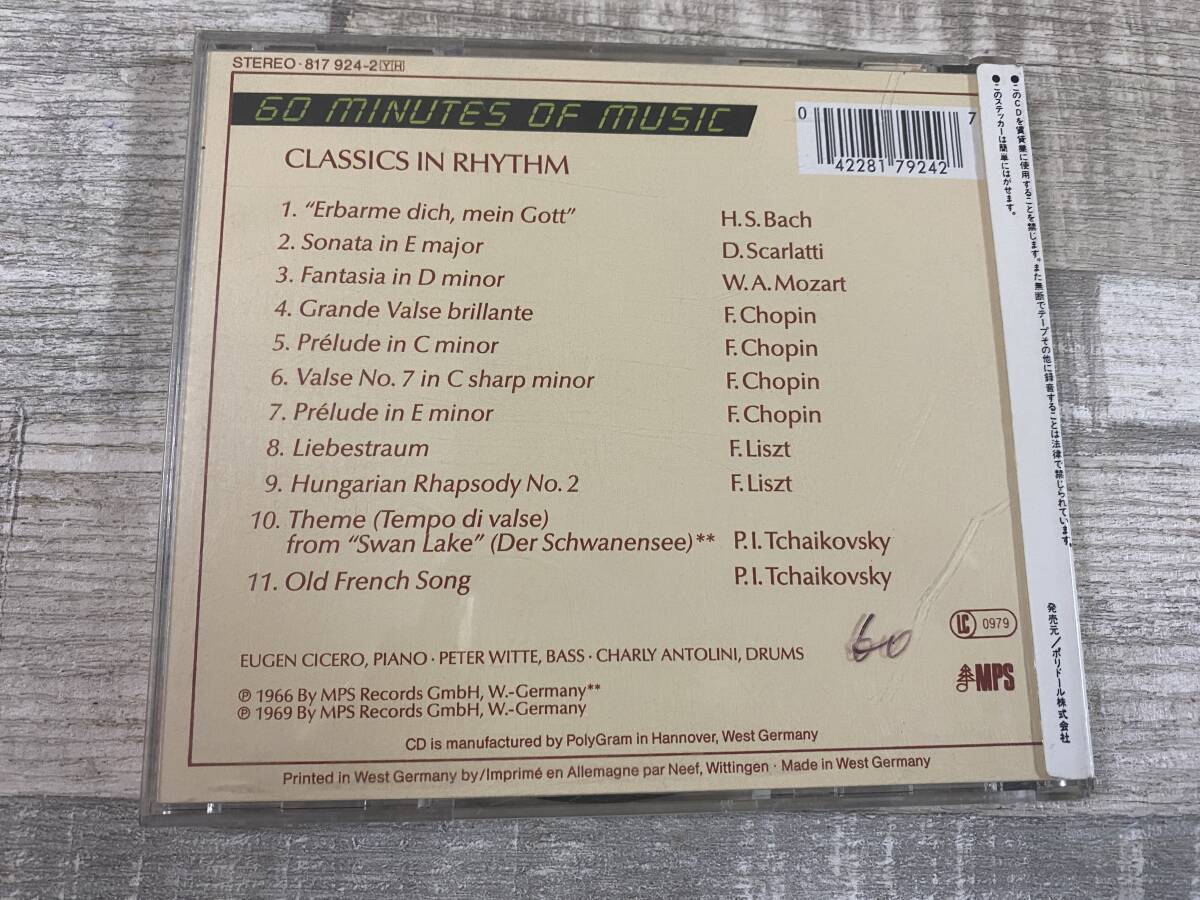 STEREO · 817 924-2 YH
60 MINUTES OF MUSIC
0 42281 79242 7
CLASSICS IN RHYTHM
1. “Erbarme dich, mein Gott” H.S.Bach
2. Sonata in E major D.Scarlatti
3. Fantasia in D minor W.A.Mozart
4. Grande Valse brillante F.Chopin
5. Prélude in C minor F.Chopin
6. Valse No. 7 in C sharp minor F.Chopin
7. Prélude in E minor F.Chopin
8. Liebestraum F.Liszt
9. Hungarian Rhapsody No. 2 F.Liszt
10. Theme (Tempo di valse)
from “Swan Lake” (Der Schwanensee)** P.I.Tchaikovsky
11. Old French Song P.I.Tchaikovsky
60
LC 0979
EUGEN CICERO, PIANO · PETER WITTE, BASS · CHARLY ANTOLINI, DRUMS
MPS
℗ 1966 By MPS Records GmbH, W.-Germany**
℗ 1969 By MPS Records GmbH, W.-Germany
CD is manufactured by PolyGram in Hannover, West Germany
Printed in West Germany by/Imprimé en Allemagne par Neef, Wittingen · Made in West Germany
●このCDを賃貸業に使用することを禁じます。また無断でテープその他に録音することは法律で禁じられています。
●このステッカーは簡単にはがせます。
発売元/ポリドール株式会社